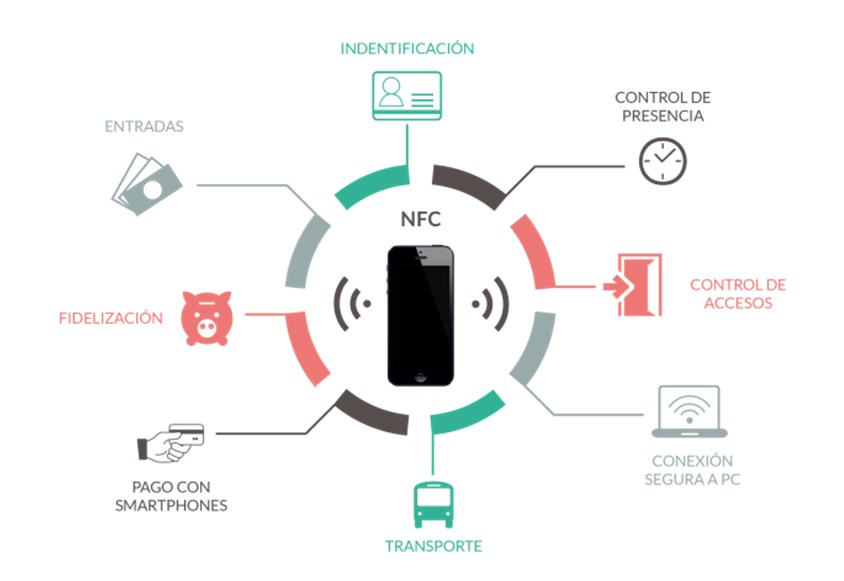 INDENTIFICACIÓN
CONTROL DE
PRESENCIA
ENTRADAS
NFC
CONTROL DE
ACCESOS
FIDELIZACIÓN
CONEXIÓN
SEGURA A PC
PAGO CON
SMARTPHONES
TRANSPORTE